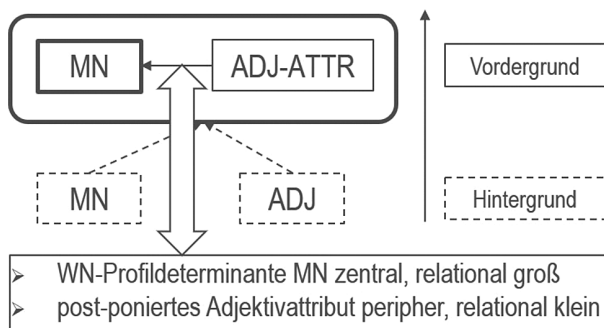 MN ADJ-ATTR Vordergrund
MN ADJ Hintergrund
➢ WN-Profildeterminante MN zentral, relational groß
➢ post-poniertes Adjektivattribut peripher, relational klein